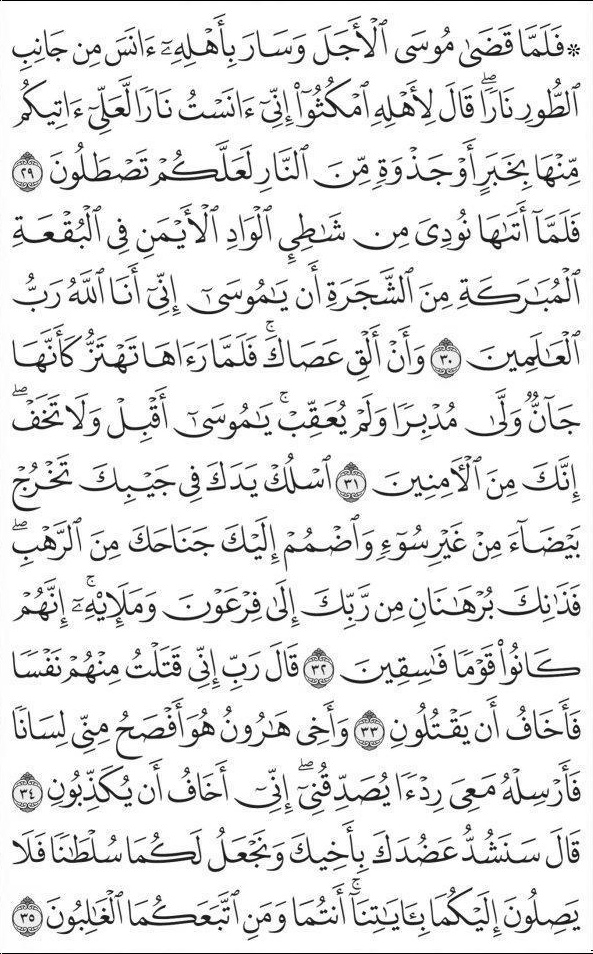 ۞ فَلَمَّا قَضَىٰ مُوسَى ٱلۡأَجَلَ وَسَارَ بِأَهۡلِهِۦٓ ءَانَسَ مِن جَانِبِ
ٱلطُّورِ نَارٗاۖ قَالَ لِأَهۡلِهِ ٱمۡكُثُوٓاْ إِنِّيٓ ءَانَسۡتُ نَارٗا لَّعَلِّيٓ ءَاتِيكُم
مِّنۡهَا بِخَبَرٍ أَوۡ جَذۡوَةٖ مِّنَ ٱلنَّارِ لَعَلَّكُمۡ تَصۡطَلُونَ ٢٩
فَلَمَّآ أَتَىٰهَا نُودِيَ مِن شَٰطِيِٕ ٱلۡوَادِ ٱلۡأَيۡمَنِ فِي ٱلۡبُقۡعَةِ
ٱلۡمُبَٰرَكَةِ مِنَ ٱلشَّجَرَةِ أَن يَٰمُوسَىٰٓ إِنِّيٓ أَنَا ٱللَّهُ رَبُّ
ٱلۡعَٰلَمِينَ ٣٠ وَأَنۡ أَلۡقِ عَصَاكَۚ فَلَمَّا رَءَاهَا تَهۡتَزُّ كَأَنَّهَا
جَآنّٞ وَلَّىٰ مُدۡبِرٗا وَلَمۡ يُعَقِّبۡۚ يَٰمُوسَىٰٓ أَقۡبِلۡ وَلَا تَخَفۡۖ
إِنَّكَ مِنَ ٱلۡأٓمِنِينَ ٣١ ٱسۡلُكۡ يَدَكَ فِي جَيۡبِكَ تَخۡرُجۡ
بَيۡضَآءَ مِنۡ غَيۡرِ سُوٓءٖ وَٱضۡمُمۡ إِلَيۡكَ جَنَاحَكَ مِنَ ٱلرَّهۡبِۖ
فَذَٰنِكَ بُرۡهَٰنَانِ مِن رَّبِّكَ إِلَىٰ فِرۡعَوۡنَ وَمَلَإِيْهِۦٓۚ إِنَّهُمۡ
كَانُواْ قَوۡمٗا فَٰسِقِينَ ٣٢ قَالَ رَبِّ إِنِّي قَتَلۡتُ مِنۡهُمۡ نَفۡسٗا
فَأَخَافُ أَن يَقۡتُلُونِ ٣٣ وَأَخِي هَٰرُونُ هُوَ أَفۡصَحُ مِنِّي لِسَانٗا
فَأَرۡسِلۡهُ مَعِيَ رِدۡءٗا يُصَدِّقُنِيٓۖ إِنِّيٓ أَخَافُ أَن يُكَذِّبُونِ ٣٤
قَالَ سَنَشُدُّ عَضُدَكَ بِأَخِيكَ وَنَجۡعَلُ لَكُمَا سُلۡطَٰنٗا فَلَا
يَصِلُونَ إِلَيۡكُمَا بِـَٔايَٰتِنَآۚ أَنتُمَا وَمَنِ ٱتَّبَعَكُمَا ٱلۡغَٰلِبُونَ ٣٥